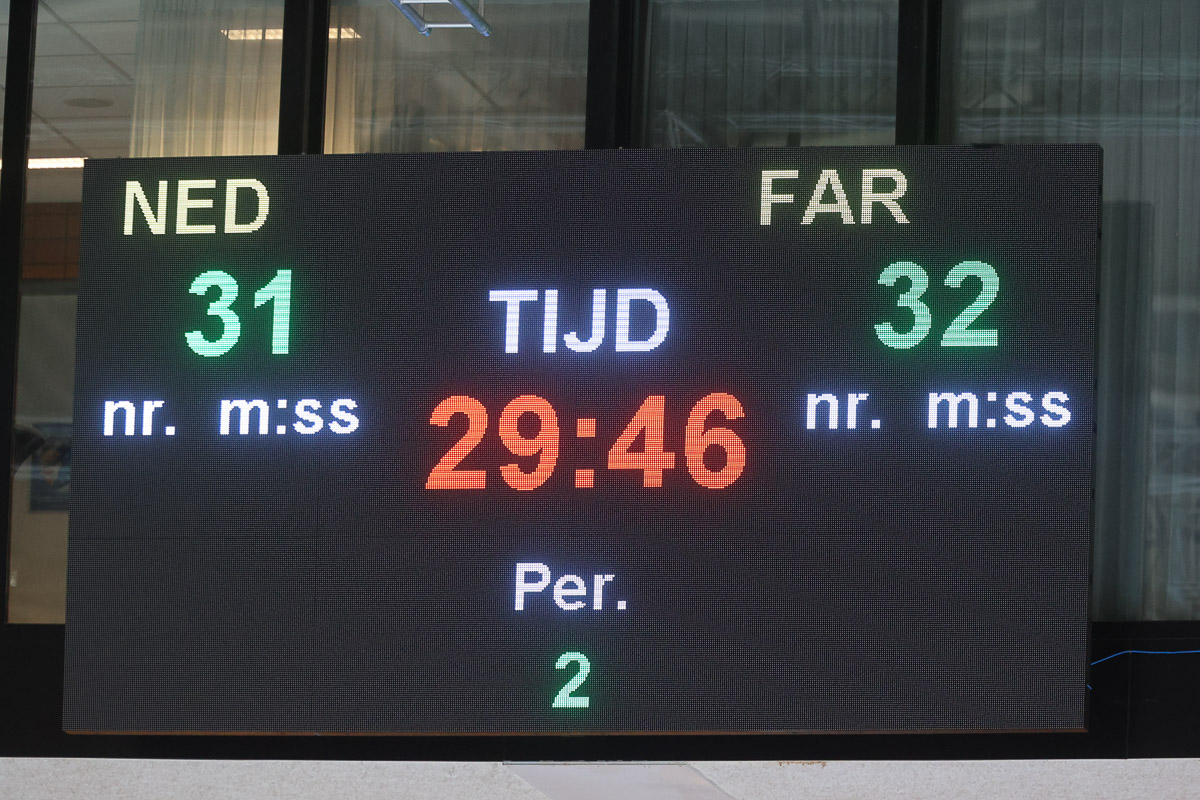 NED FAR
31 32
TIJD
nr. m:ss nr. m:ss
29:46
Per.
2